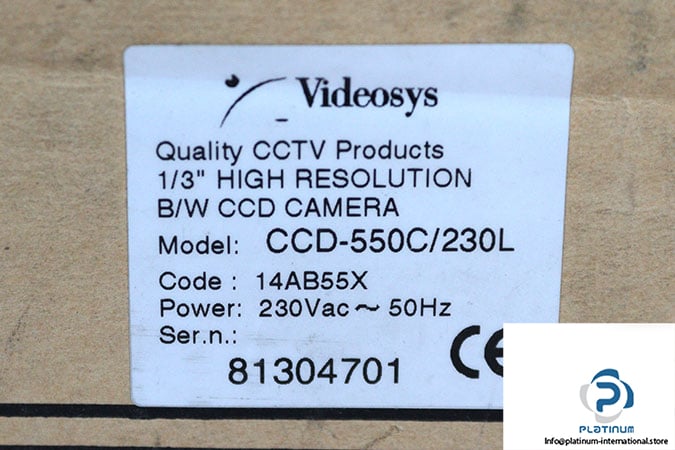 Videosys
Quality CCTV Products
1/3" HIGH RESOLUTION
B/W CCD CAMERA
Model: CCD-550C/230L
Code : 14AB55X
Power: 230Vac ~ 50Hz
Ser.n.:
81304701
CE
PLATINUM
Info@platinum-international.store